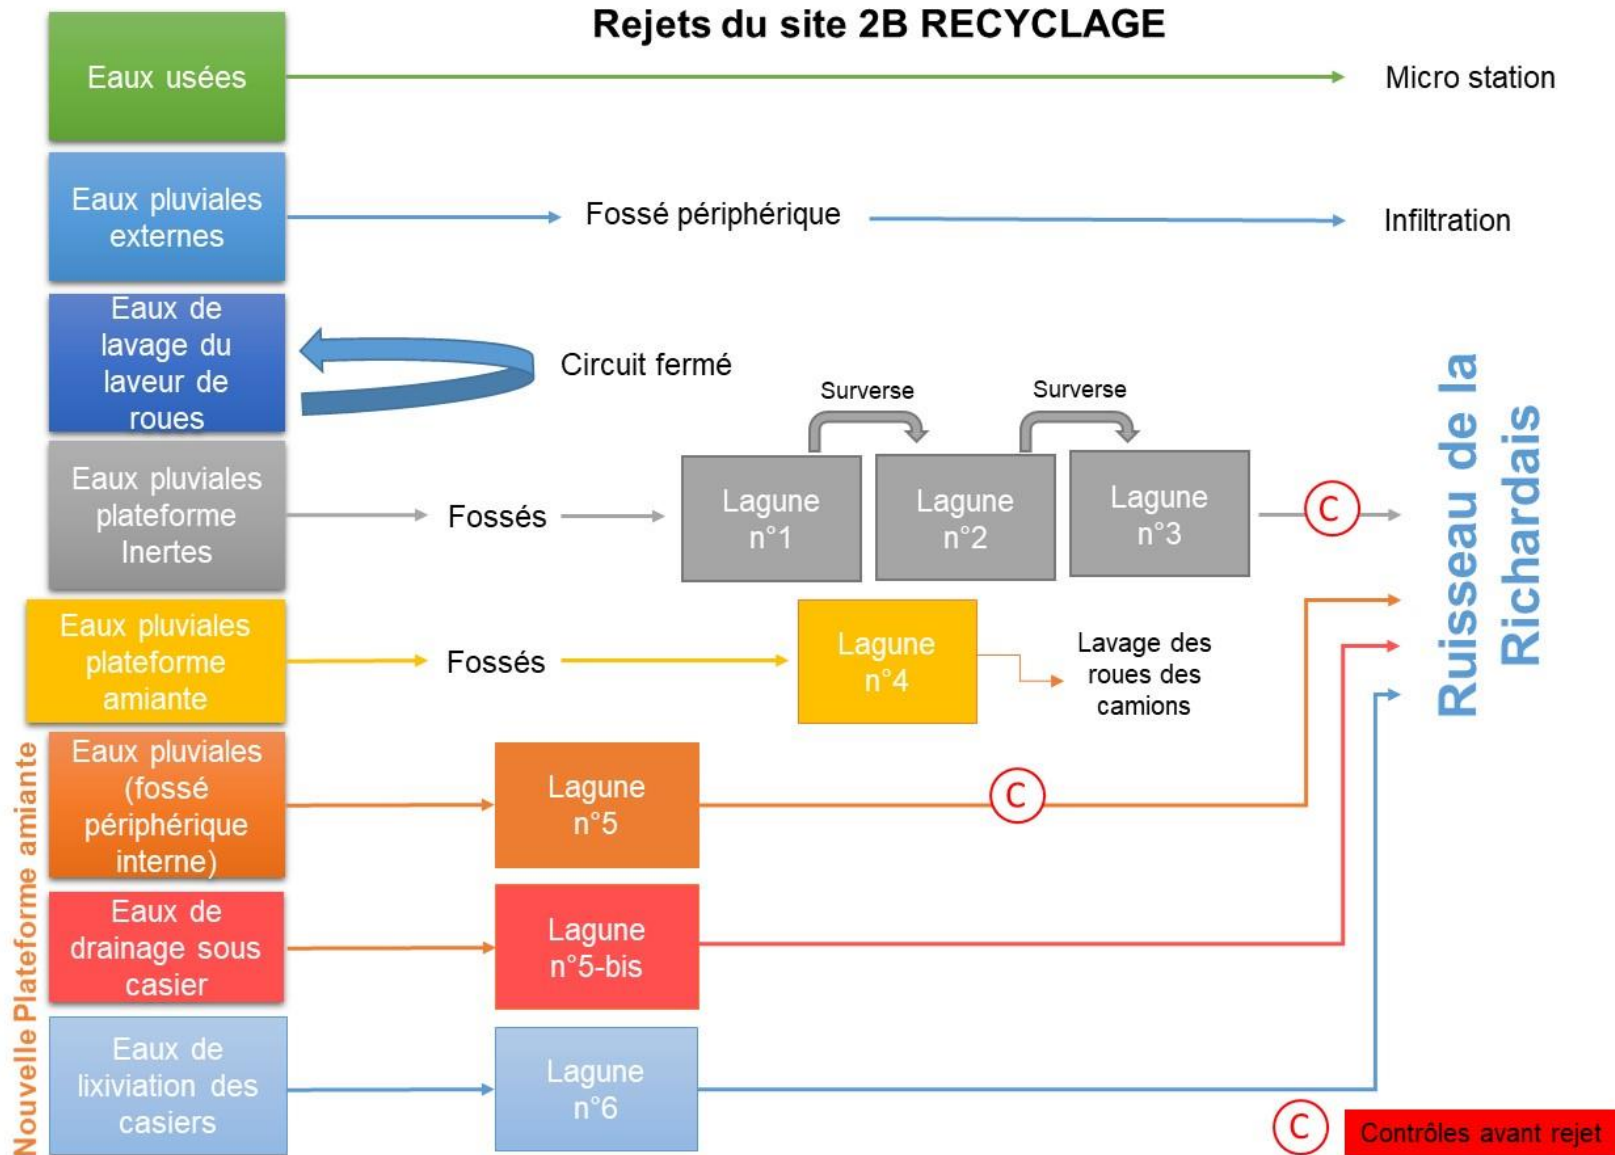 Rejets du site 2B RECYCLAGE
Eaux usées
Micro station
Eaux pluviales
externes
Fossé périphérique
Infiltration
Eaux de
lavage du
laveur de
roues
Circuit fermé
Surverse
Surverse
Eaux pluviales
plateforme
Inertes
Fossés
Lagune
n°1
Lagune
n°2
Lagune
n°3
C
Ruisseau de la
Richardais
Eaux pluviales
plateforme
amiante
Fossés
Lagune
n°4
Lavage des
roues des
camions
Nouvelle Plateforme amiante
Eaux pluviales
(fossé
périphérique
interne)
Lagune
n°5
C
Eaux de
drainage sous
casier
Lagune
n°5-bis
Eaux de
lixiviation des
casiers
Lagune
n°6
C
Contrôles avant rejet